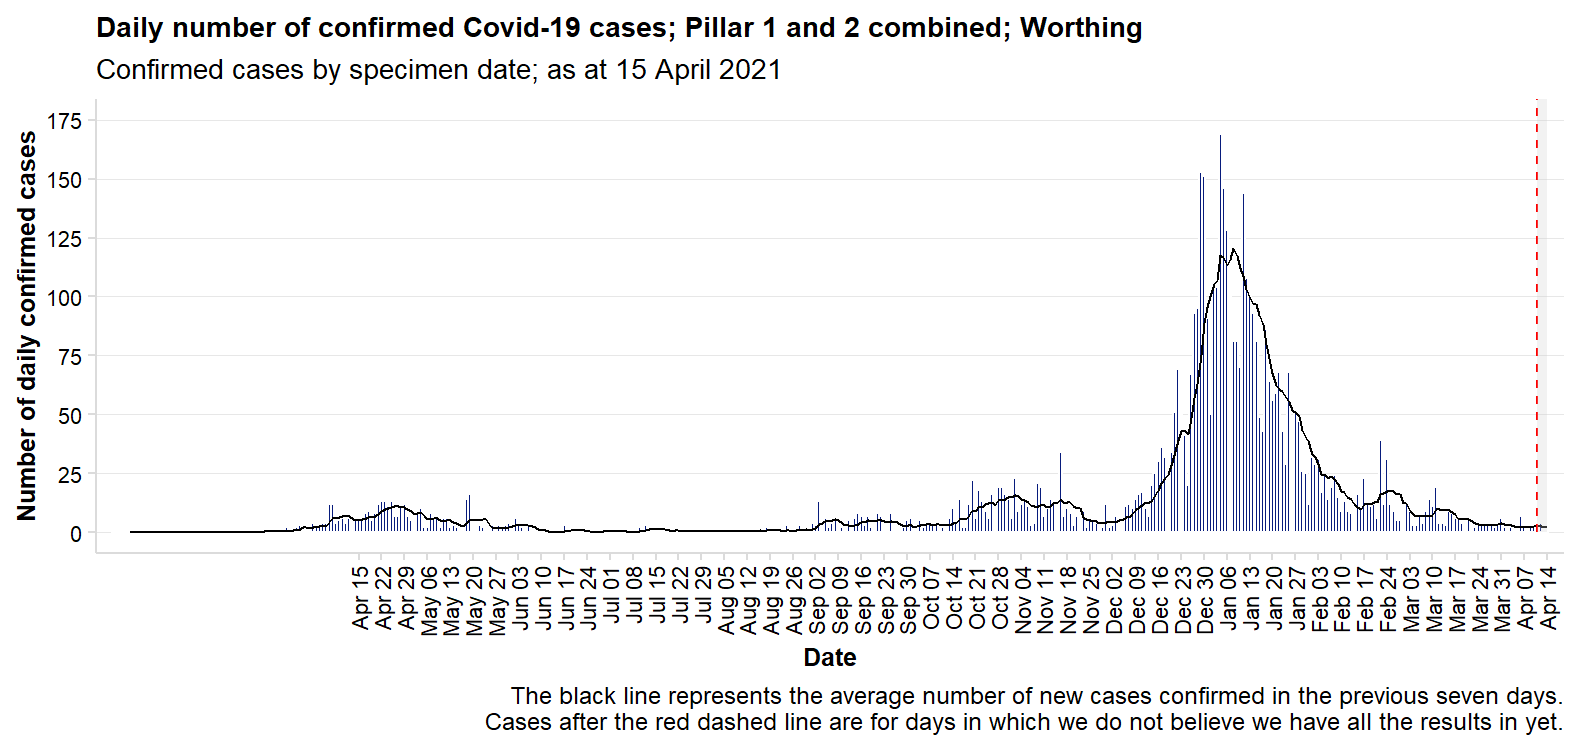 Daily number of confirmed Covid-19 cases; Pillar 1 and 2 combined; Worthing
Confirmed cases by specimen date; as at 15 April 2021
Number of daily confirmed cases
175
150
125
100
75
50
25
0
Apr 15
Apr 22
Apr 29
May 06
May 13
May 20
May 27
Jun 03
Jun 10
Jun 17
Jun 24
Jul 01
Jul 08
Jul 15
Jul 22
Jul 29
Aug 05
Aug 12
Aug 19
Aug 26
Sep 02
Sep 09
Sep 16
Sep 23
Sep 30
Oct 07
Oct 14
Oct 21
Oct 28
Nov 04
Nov 11
Nov 18
Nov 25
Dec 02
Dec 09
Dec 16
Dec 23
Dec 30
Jan 06
Jan 13
Jan 20
Jan 27
Feb 03
Feb 10
Feb 17
Feb 24
Mar 03
Mar 10
Mar 17
Mar 24
Mar 31
Apr 07
Apr 14
Date
The black line represents the average number of new cases confirmed in the previous seven days.
Cases after the red dashed line are for days in which we do not believe we have all the results in yet.